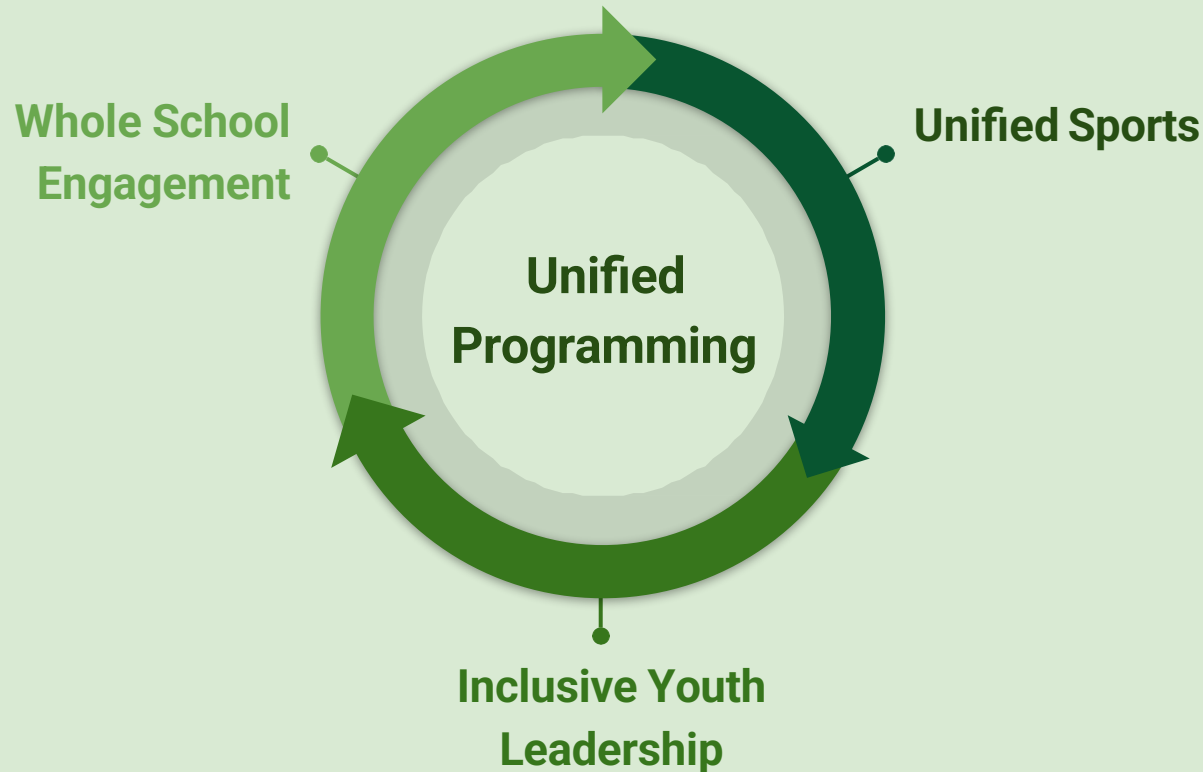 Whole School
Engagement
Unified Sports
Unified
Programming
Inclusive Youth
Leadership